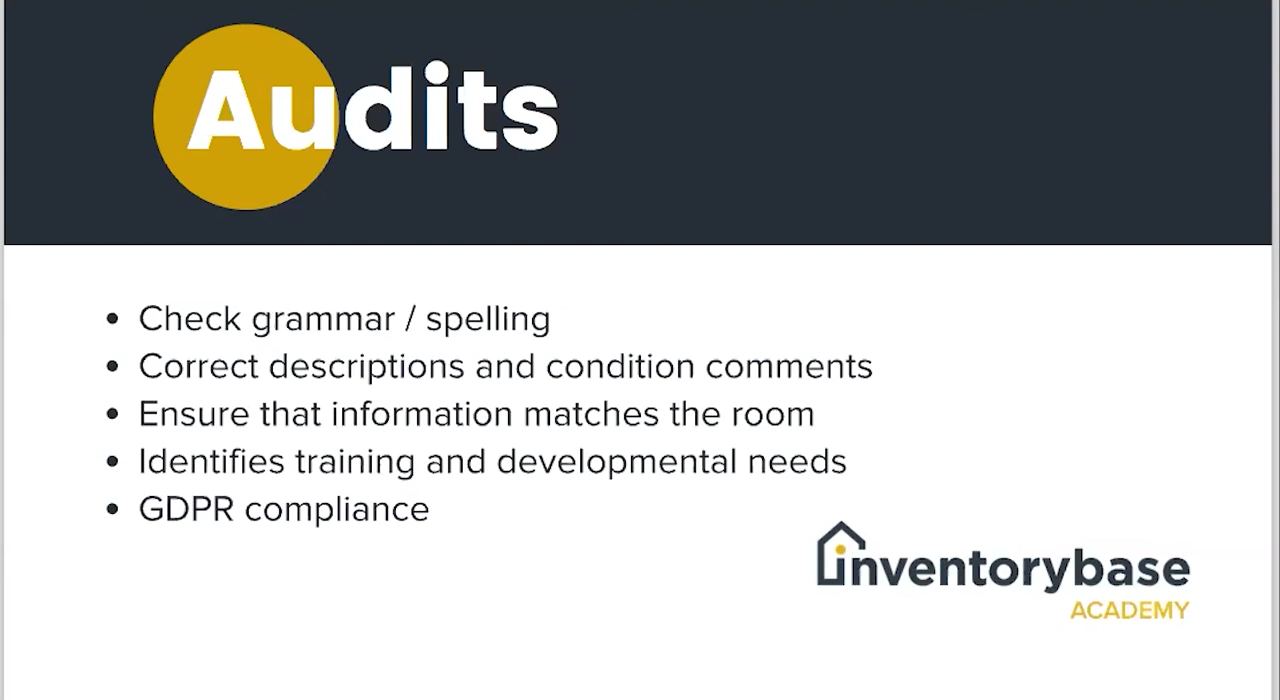 Audits
• Check grammar / spelling
• Correct descriptions and condition comments
• Ensure that information matches the room
• Identifies training and developmental needs
• GDPR compliance
inventorybase
ACADEMY